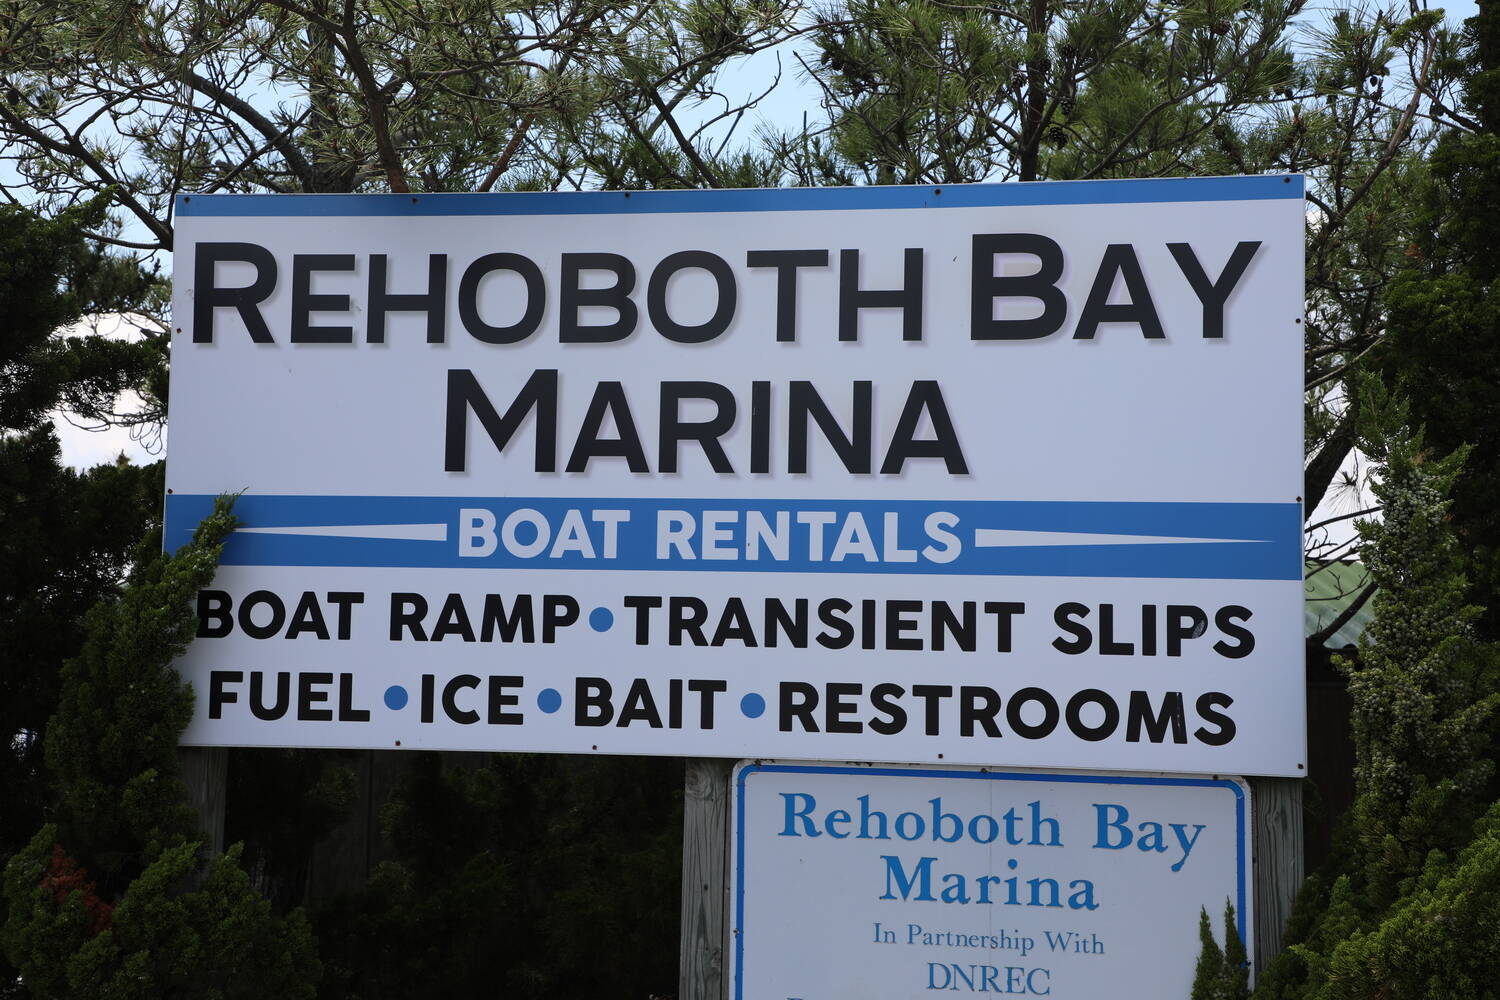 REHOBOTH BAY
MARINA
BOAT RENTALS
BOAT RAMP • TRANSIENT SLIPS
FUEL • ICE • BAIT • RESTROOMS
Rehoboth Bay
Marina
In Partnership With
DNREC